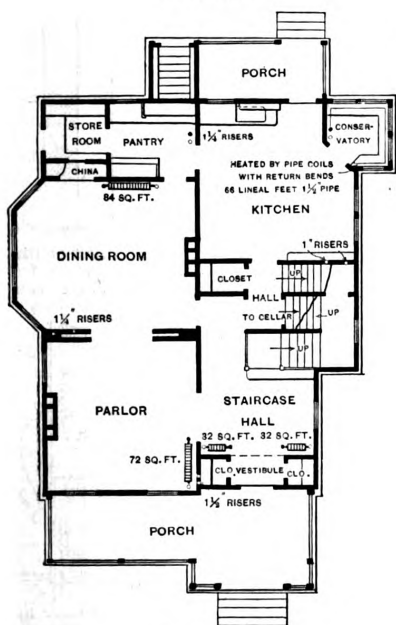 PORCH
STORE
ROOM
PANTRY
1¼" RISERS
CONSER-
VATORY
CHINA
84 SQ. FT.
HEATED BY PIPE COILS
WITH RETURN BENDS
66 LINEAL FEET 1½" PIPE
KITCHEN
DINING ROOM
1" RISERS
CLOSET
UP
HALL
TO CELLAR
UP
1¼" RISERS
UP
PARLOR
STAIRCASE
HALL
32 SQ. FT. 32 SQ. FT.
72 SQ. FT.
CLO. VESTIBULE CLO.
1½" RISERS
PORCH